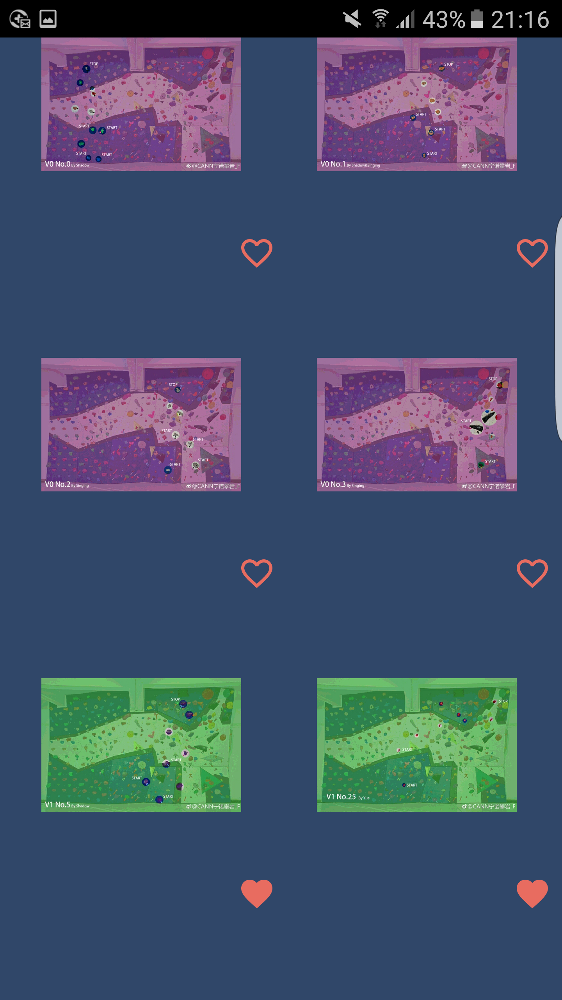 43% 21:16
STOP
START START
START START
V0 No.0 By Shadow
@CANN宁诺攀岩_F
STOP
START
START
START
V0 No.1 By Shadow&Singing
@CANN宁诺攀岩_F
STOP
START
START
START
START
V0 No.2 By Singing
@CANN宁诺攀岩_F
STOP
START
START
V0 No.3 By Singing
@CANN宁诺攀岩_F
STOP
START
START
START
V1 No.5 By Shadow
@CANN宁诺攀岩_F
STOP
START
START
V1 No.25 By Yue
@CANN宁诺攀岩_F